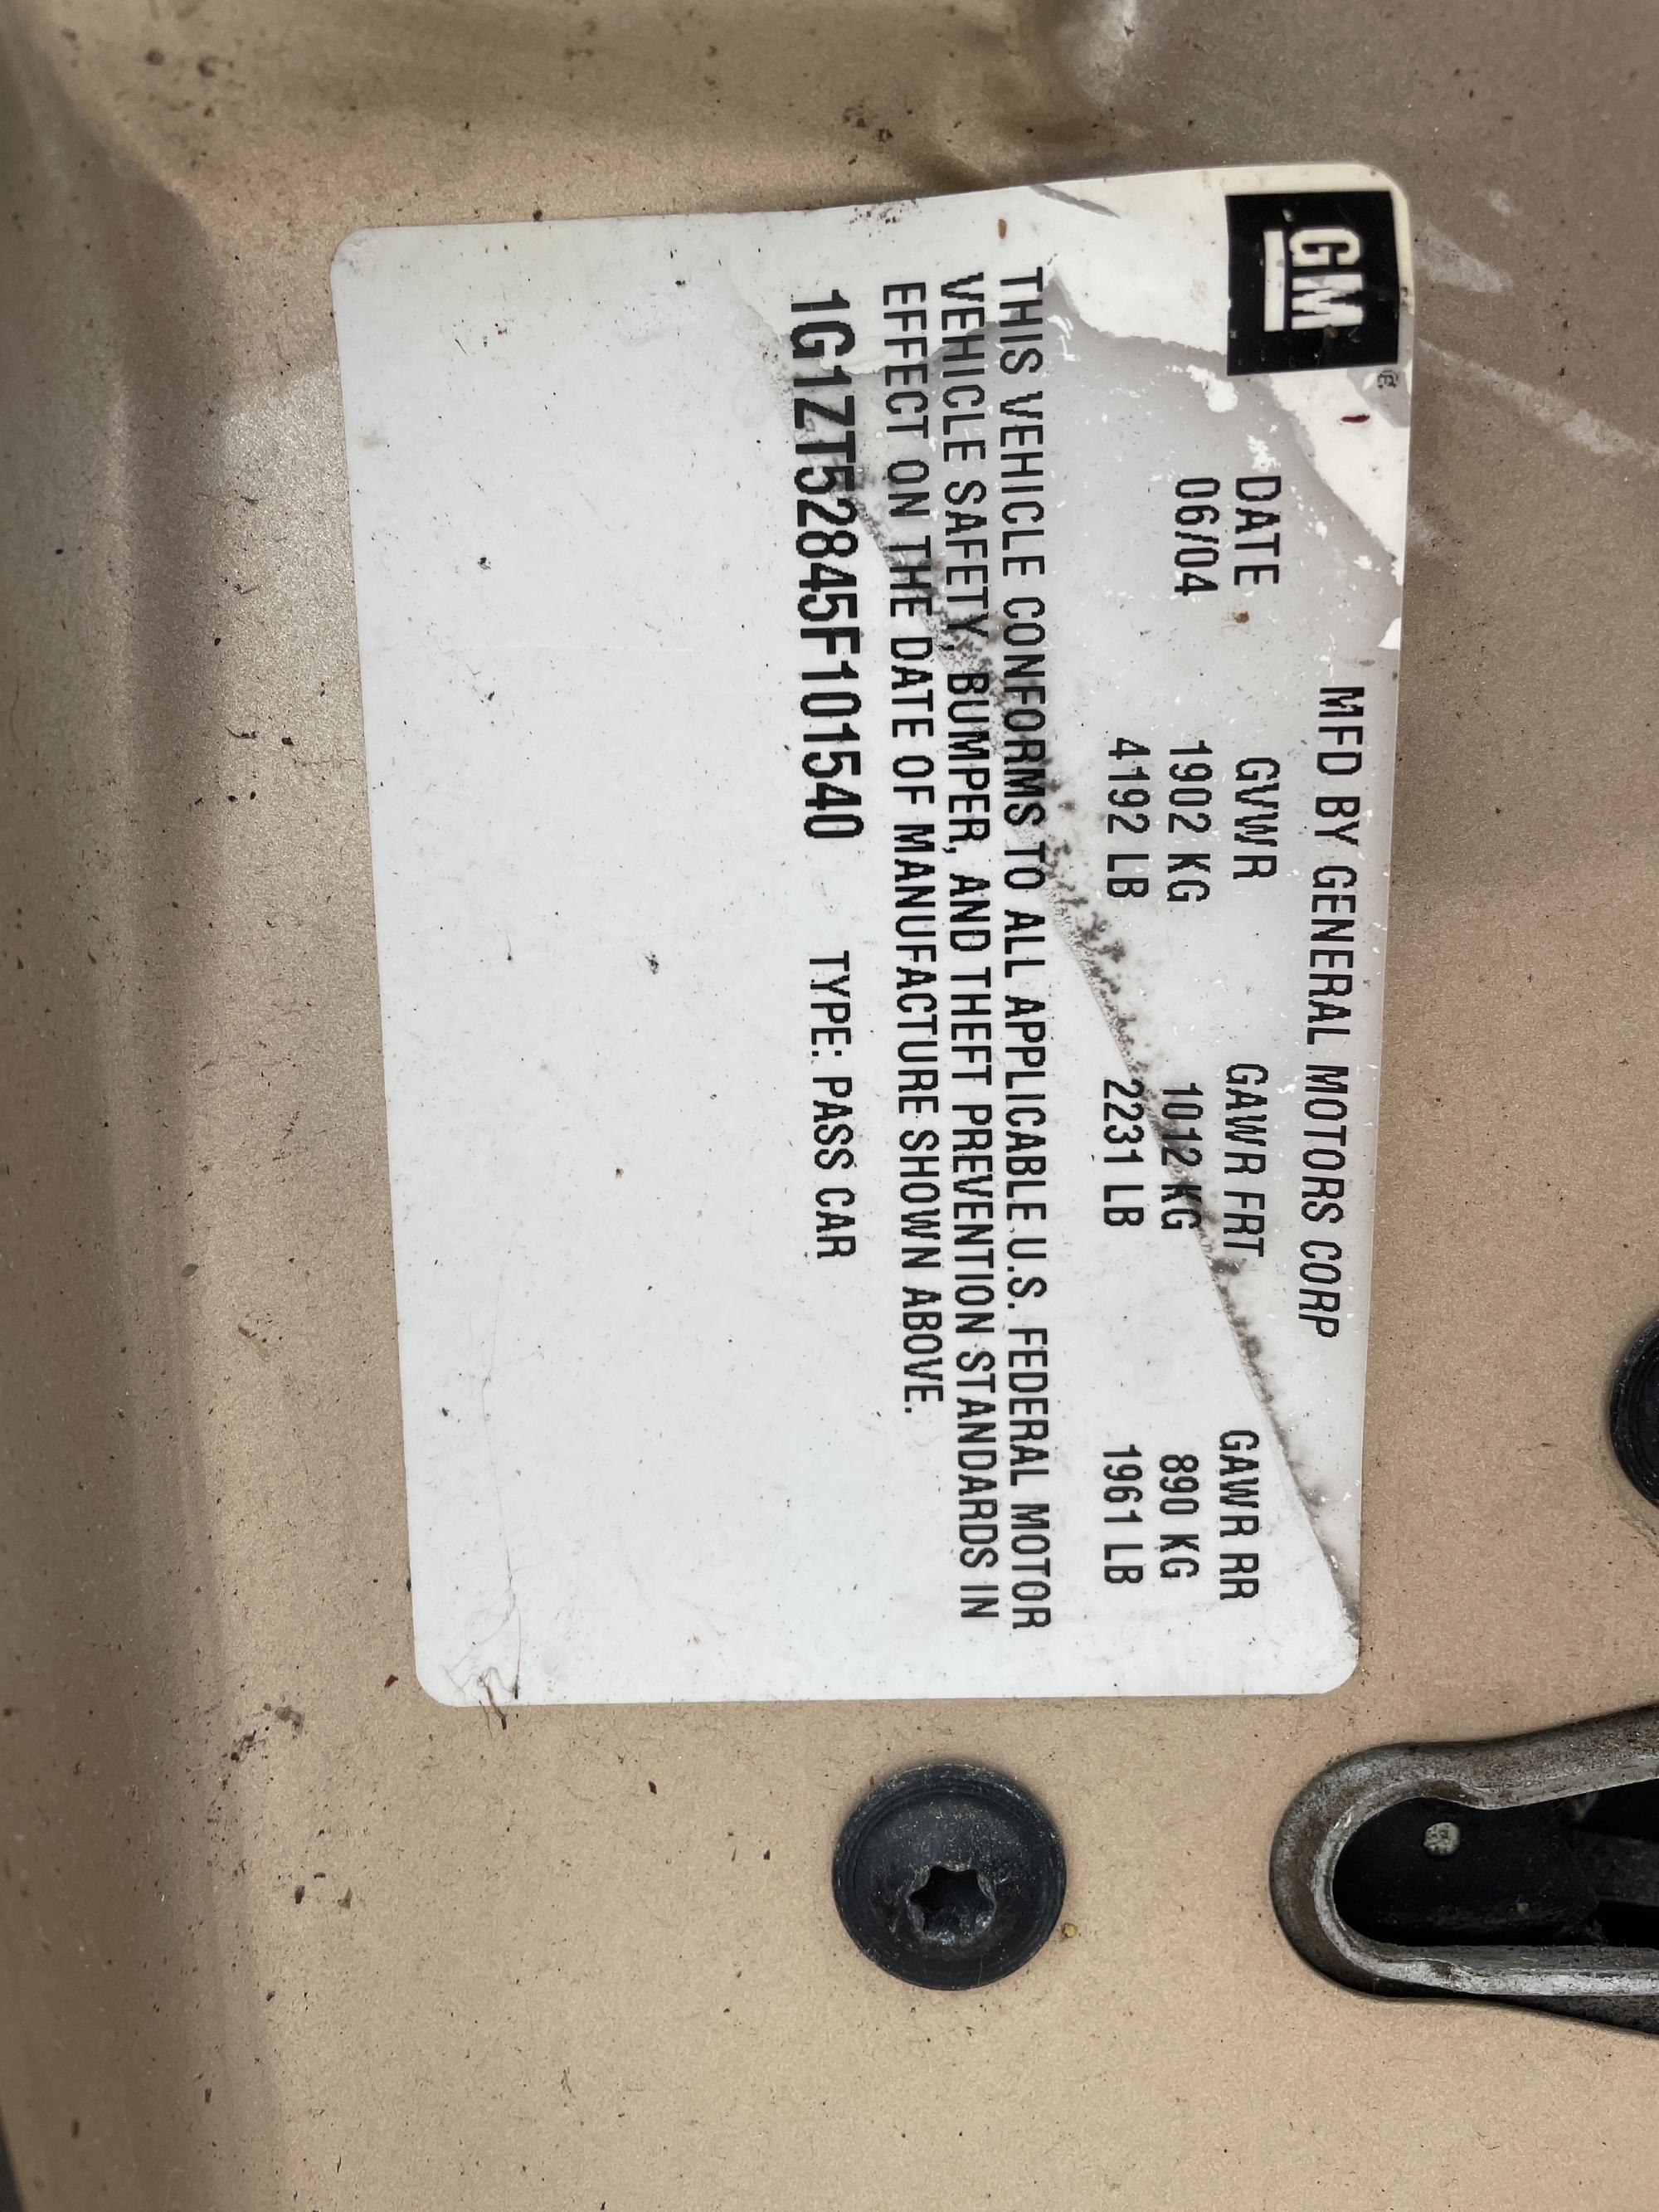 GM®
MFD BY GENERAL MOTORS CORP
DATE GVWR GAWR FRT GAWR RR
06/04 1902 KG 1012 KG 890 KG
4192 LB 2231 LB 1961 LB
THIS VEHICLE CONFORMS TO ALL APPLICABLE U.S. FEDERAL MOTOR
VEHICLE SAFETY, BUMPER, AND THEFT PREVENTION STANDARDS IN
EFFECT ON THE DATE OF MANUFACTURE SHOWN ABOVE.
1G1ZT52845F101540 TYPE: PASS CAR